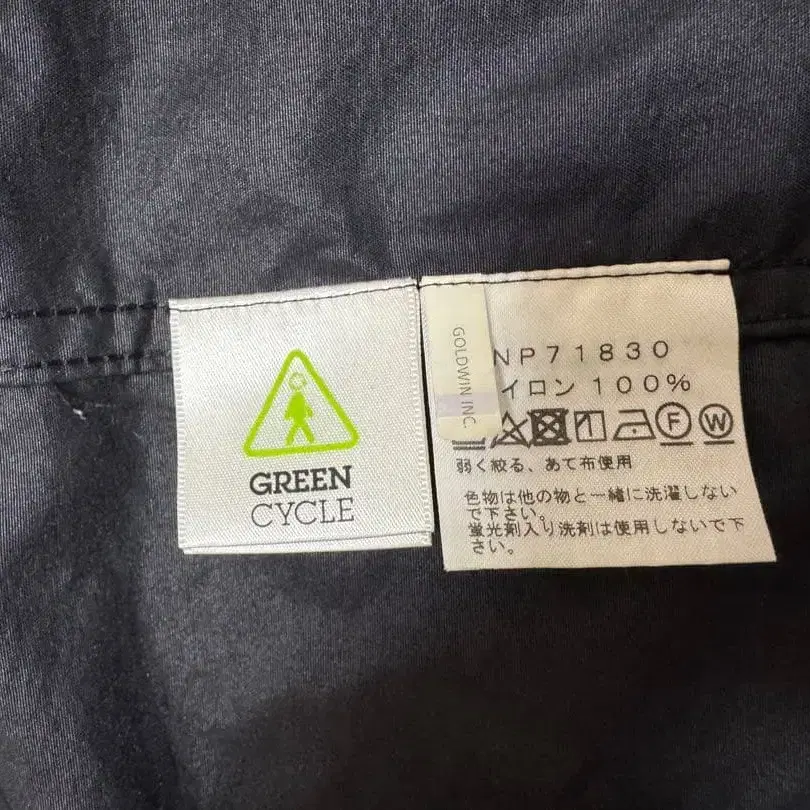 GREEN
CYCLE
GOLDWIN INC.
NP71830
イロン 100%
F W
弱く絞る、あて布使用
色物は他の物と一緒に洗濯しない
で下さい。
蛍光剤入り洗剤は使用しないで下
さい。